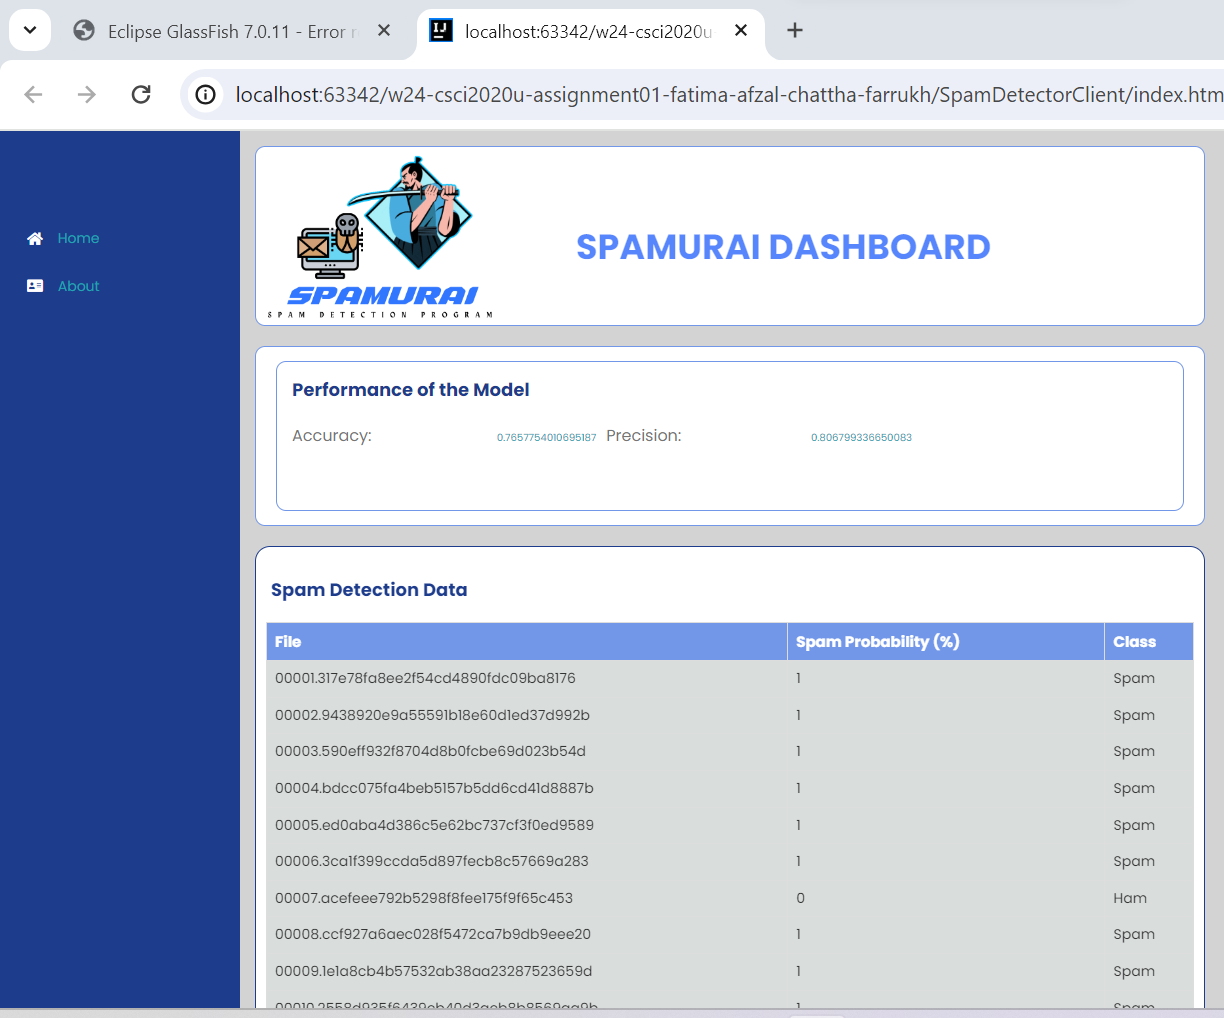 Eclipse GlassFish 7.0.11 - Error
localhost:63342/w24-csci2020u-
localhost:63342/w24-csci2020u-assignment01-fatima-afzal-chattha-farrukh/SpamDetectorClient/index.htm
Home
About
SPAMURAI
SPAM DETECTION PROGRAM
SPAMURAI DASHBOARD
Performance of the Model
Accuracy: 0.7657754010695187 Precision: 0.806799336650083
Spam Detection Data
File Spam Probability (%) Class
00001.317e78fa8ee2f54cd4890fdc09ba8176 1 Spam
00002.9438920e9a55591b18e60d1ed37d992b 1 Spam
00003.590eff932f8704d8b0fcbe69d023b54d 1 Spam
00004.bdcc075fa4beb5157b5dd6cd41d8887b 1 Spam
00005.ed0aba4d386c5e62bc737cf3f0ed9589 1 Spam
00006.3ca1f399ccda5d897fecb8c57669a283 1 Spam
00007.acefeee792b5298f8fee175f9f65c453 0 Ham
00008.ccf927a6aec028f5472ca7b9db9eee20 1 Spam
00009.1e1a8cb4b57532ab38aa23287523659d 1 Spam
1 Spam